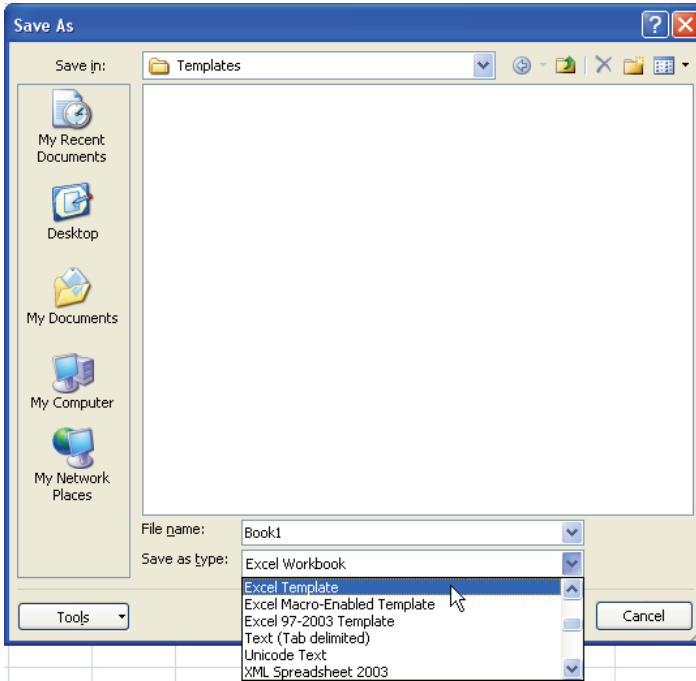 Save As
Save in:
Templates
My Recent
Documents
Desktop
My Documents
My Computer
My Network
Places
File name:
Book1
Save as type:
Excel Workbook
Excel Template
Excel Macro-Enabled Template
Excel 97-2003 Template
Text (Tab delimited)
Unicode Text
XML Spreadsheet 2003
Tools
Cancel